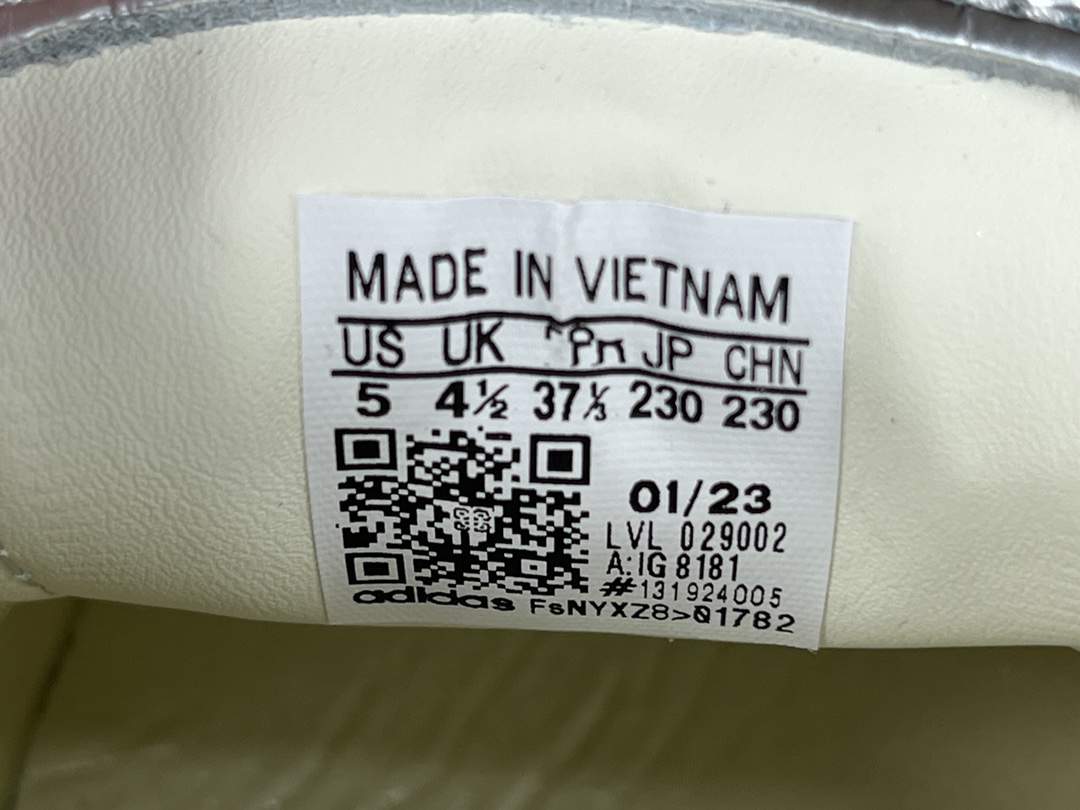 MADE IN VIETNAM
US UK JP CHN
5 4½ 37⅓ 230 230
01/23
LVL 029002
A:IG 8181
#131924005
adidas FsNYXZ8>01782